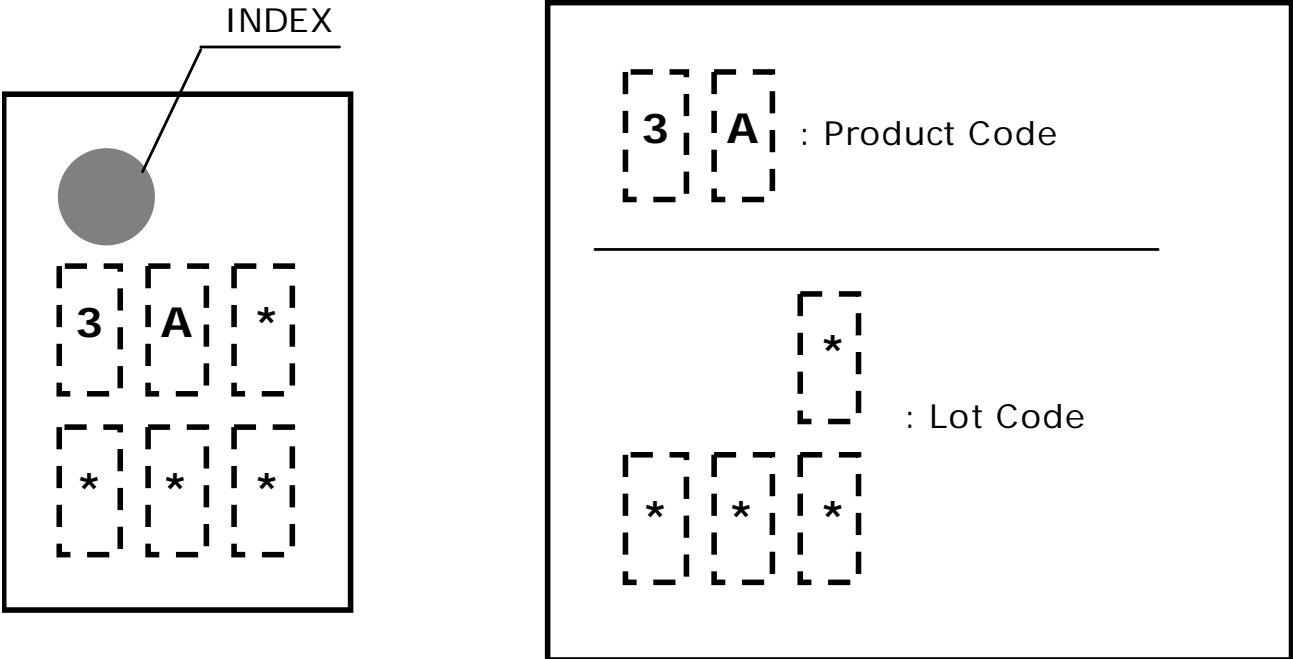 INDEX
3 A *
* * *
3 A : Product Code
*
: Lot Code
* * *